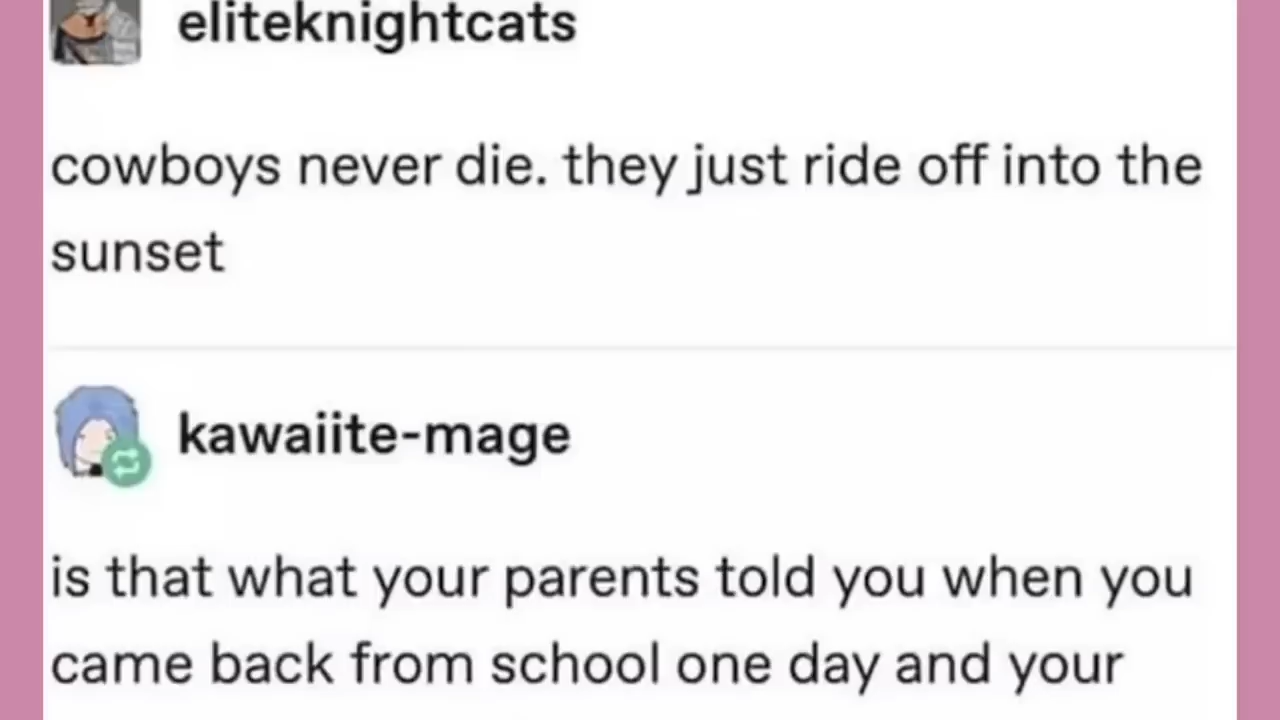 eliteknightcats
cowboys never die. they just ride off into the
sunset
kawaiite-mage
is that what your parents told you when you
came back from school one day and your